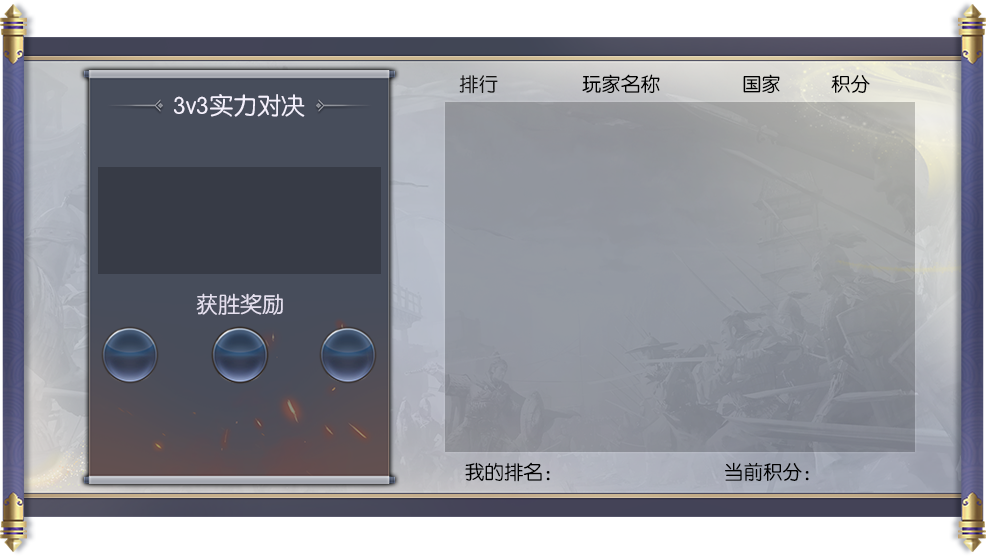 3v3实力对决
获胜奖励
排行 玩家名称 国家 积分
我的排名：
当前积分：